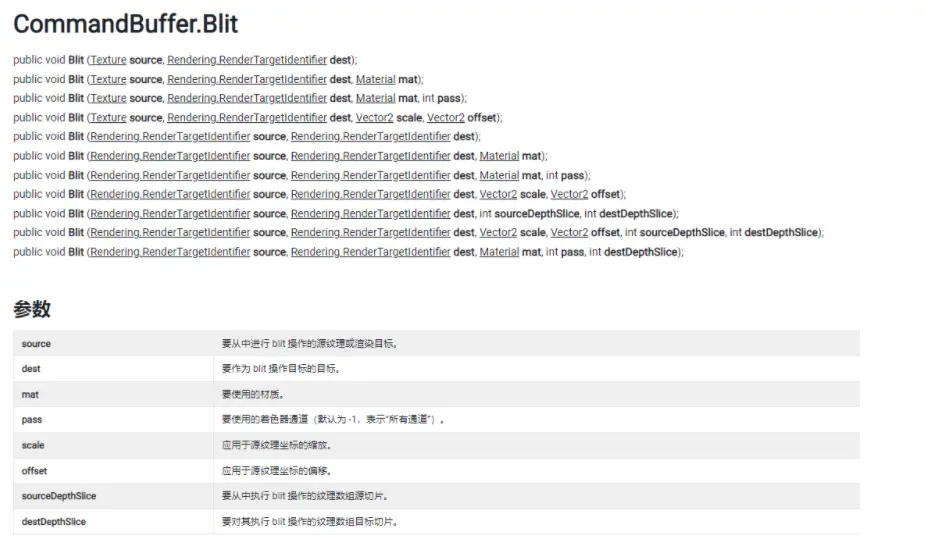 CommandBuffer.Blit
public void Blit (Texture source, Rendering.RenderTargetIdentifier dest);
public void Blit (Texture source, Rendering.RenderTargetIdentifier dest, Material mat);
public void Blit (Texture source, Rendering.RenderTargetIdentifier dest, Material mat, int pass);
public void Blit (Texture source, Rendering.RenderTargetIdentifier dest, Vector2 scale, Vector2 offset);
public void Blit (Rendering.RenderTargetIdentifier source, Rendering.RenderTargetIdentifier dest);
public void Blit (Rendering.RenderTargetIdentifier source, Rendering.RenderTargetIdentifier dest, Material mat);
public void Blit (Rendering.RenderTargetIdentifier source, Rendering.RenderTargetIdentifier dest, Material mat, int pass);
public void Blit (Rendering.RenderTargetIdentifier source, Rendering.RenderTargetIdentifier dest, Vector2 scale, Vector2 offset);
public void Blit (Rendering.RenderTargetIdentifier source, Rendering.RenderTargetIdentifier dest, int sourceDepthSlice, int destDepthSlice);
public void Blit (Rendering.RenderTargetIdentifier source, Rendering.RenderTargetIdentifier dest, Vector2 scale, Vector2 offset, int sourceDepthSlice, int destDepthSlice);
public void Blit (Rendering.RenderTargetIdentifier source, Rendering.RenderTargetIdentifier dest, Material mat, int pass, int destDepthSlice);
参数
source 要从中进行 blit 操作的源纹理或渲染目标。
dest 要作为 blit 操作目标的目标。
mat 要使用的材质。
pass 要使用的着色器通道（默认为 -1，表示“所有通道”）。
scale 应用于源纹理坐标的缩放。
offset 应用于源纹理坐标的偏移。
sourceDepthSlice 要从中执行 blit 操作的纹理数组源切片。
destDepthSlice 要对其执行 blit 操作的纹理数组目标切片。